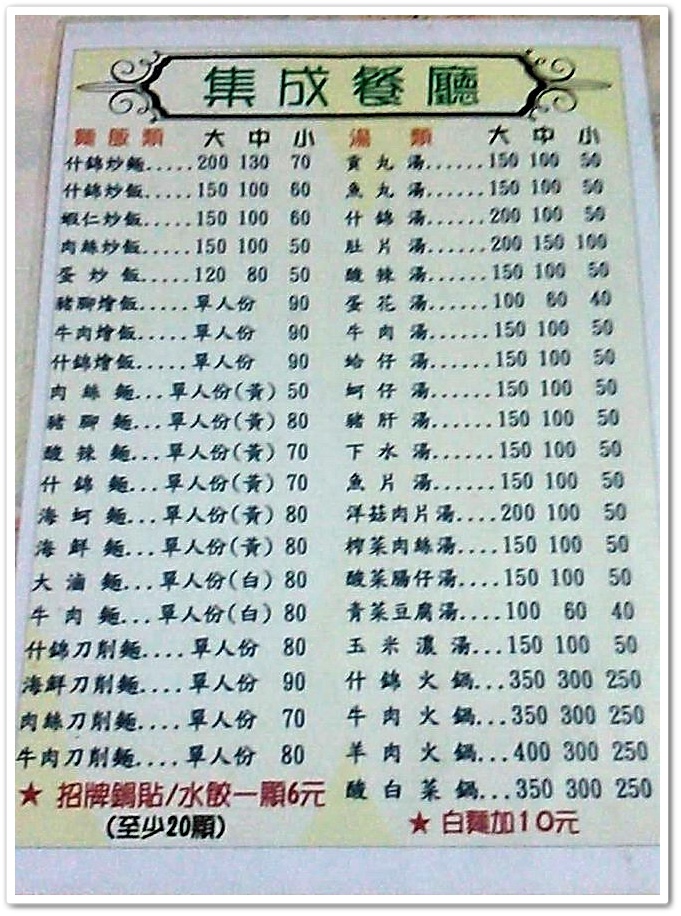 集成餐廳
麵飯類 大 中 小
什錦炒麵.....200 130 70
什錦炒飯.....150 100 60
蝦仁炒飯.....150 100 60
肉絲炒飯.....150 100 50
蛋炒飯.....120 80 50
豬腳燴飯.....單人份 90
牛肉燴飯.....單人份 90
什錦燴飯.....單人份 90
肉絲麵...單人份(黃) 50
豬腳麵...單人份(黃) 80
酸辣麵...單人份(黃) 70
什錦麵...單人份(黃) 70
海蚵麵...單人份(黃) 80
海鮮麵...單人份(黃) 80
大滷麵...單人份(白) 80
牛肉麵...單人份(白) 80
什錦刀削麵....單人份 80
海鮮刀削麵....單人份 90
肉絲刀削麵....單人份 70
牛肉刀削麵....單人份 80
★ 招牌鍋貼/水餃一顆6元
(至少20顆)
湯類 大 中 小
貢丸湯......150 100 50
魚丸湯......150 100 50
什錦湯......200 100 50
肚片湯......200 150 100
酸辣湯......150 100 50
蛋花湯......100 60 40
牛肉湯......150 100 50
蛤仔湯......150 100 50
蚵仔湯......150 100 50
豬肝湯......150 100 50
下水湯......150 100 50
魚片湯......150 100 50
洋菇肉片湯....200 100 50
榨菜肉絲湯....150 100 50
酸菜腸仔湯....150 100 50
青菜豆腐湯....100 60 40
玉米濃湯...150 100 50
什錦火鍋...350 300 250
牛肉火鍋...350 300 250
羊肉火鍋...400 300 250
酸白菜鍋...350 300 250
★ 白麵加10元